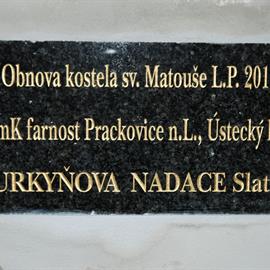 Obnova kostela sv. Matouše L.P. 201
mK farnost Prackovice n.L., Ústecký
URKYŇOVA NADACE Slat